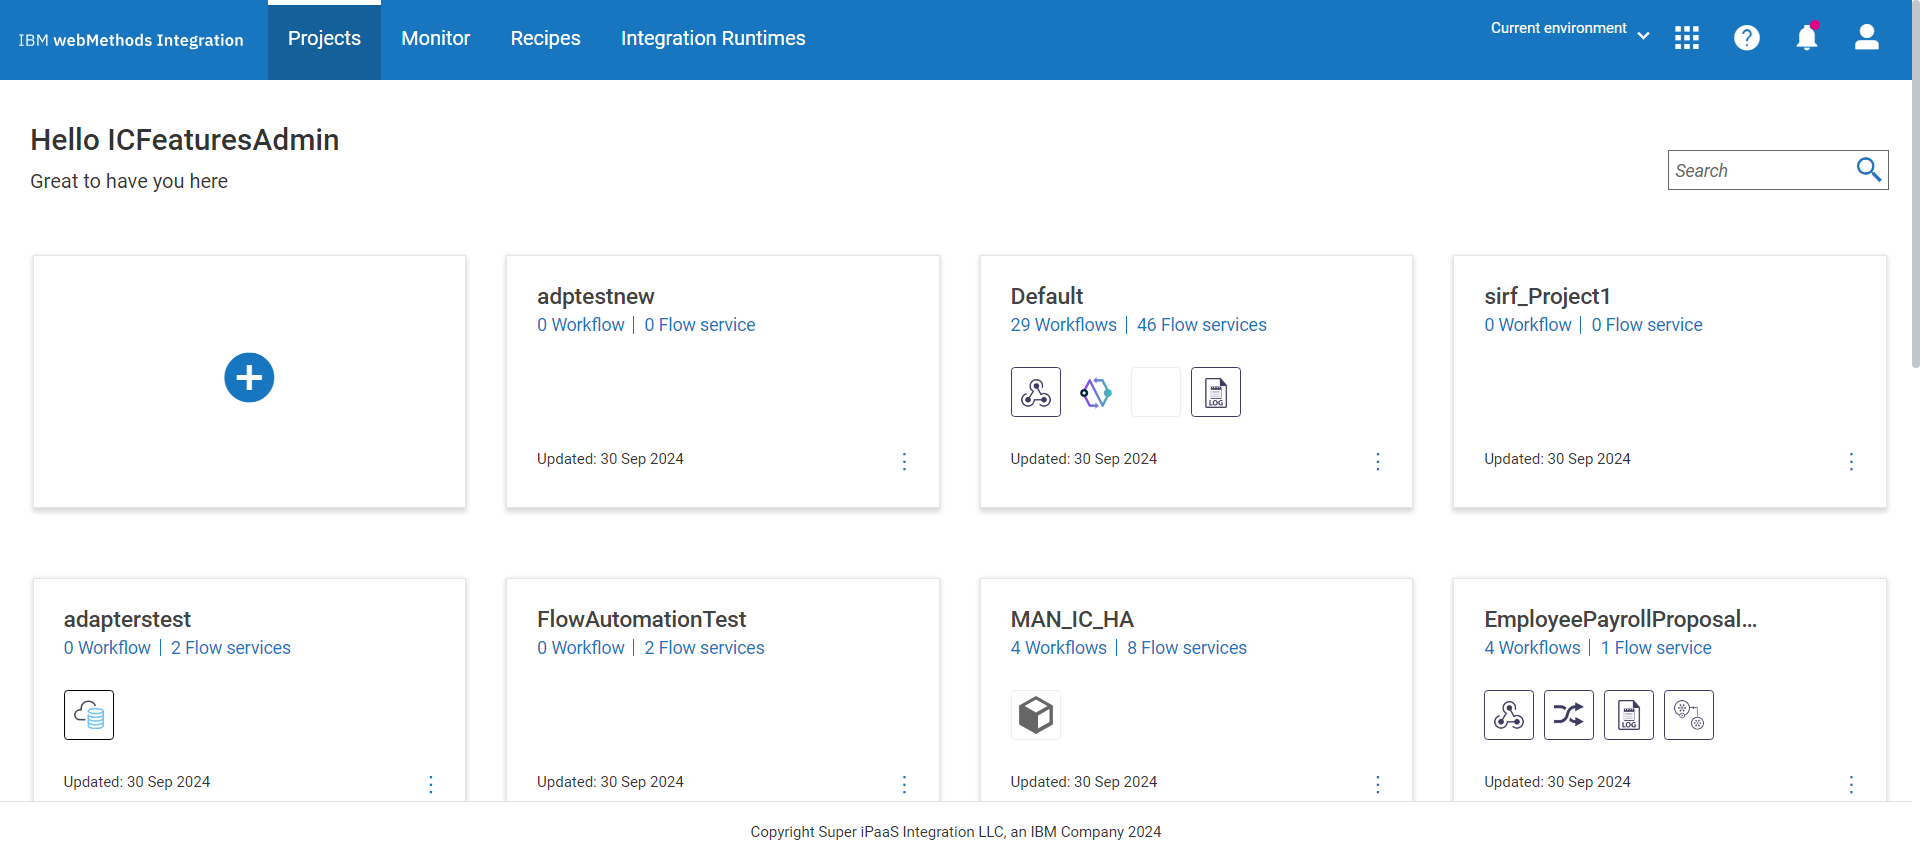 IBM webMethods Integration
Projects
Monitor
Recipes
Integration Runtimes
Current environment
Hello ICFeaturesAdmin
Great to have you here
Search
adptestnew
0 Workflow | 0 Flow service
Updated: 30 Sep 2024
Default
29 Workflows | 46 Flow services
LOG
Updated: 30 Sep 2024
sirf_Project1
0 Workflow | 0 Flow service
Updated: 30 Sep 2024
adapterstest
0 Workflow | 2 Flow services
Updated: 30 Sep 2024
FlowAutomationTest
0 Workflow | 2 Flow services
Updated: 30 Sep 2024
MAN_IC_HA
4 Workflows | 8 Flow services
Updated: 30 Sep 2024
EmployeePayrollProposal...
4 Workflows | 1 Flow service
LOG
Updated: 30 Sep 2024
Copyright Super iPaaS Integration LLC, an IBM Company 2024